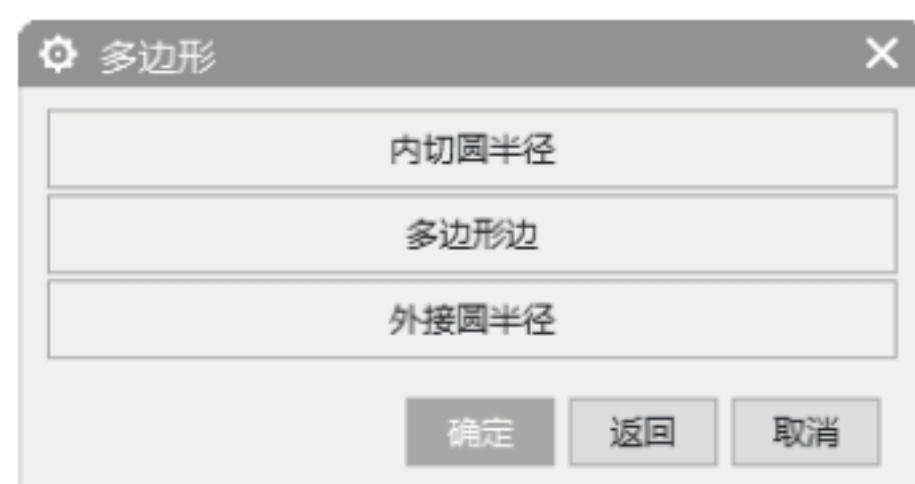 多边形
内切圆半径
多边形边
外接圆半径
确定 返回 取消